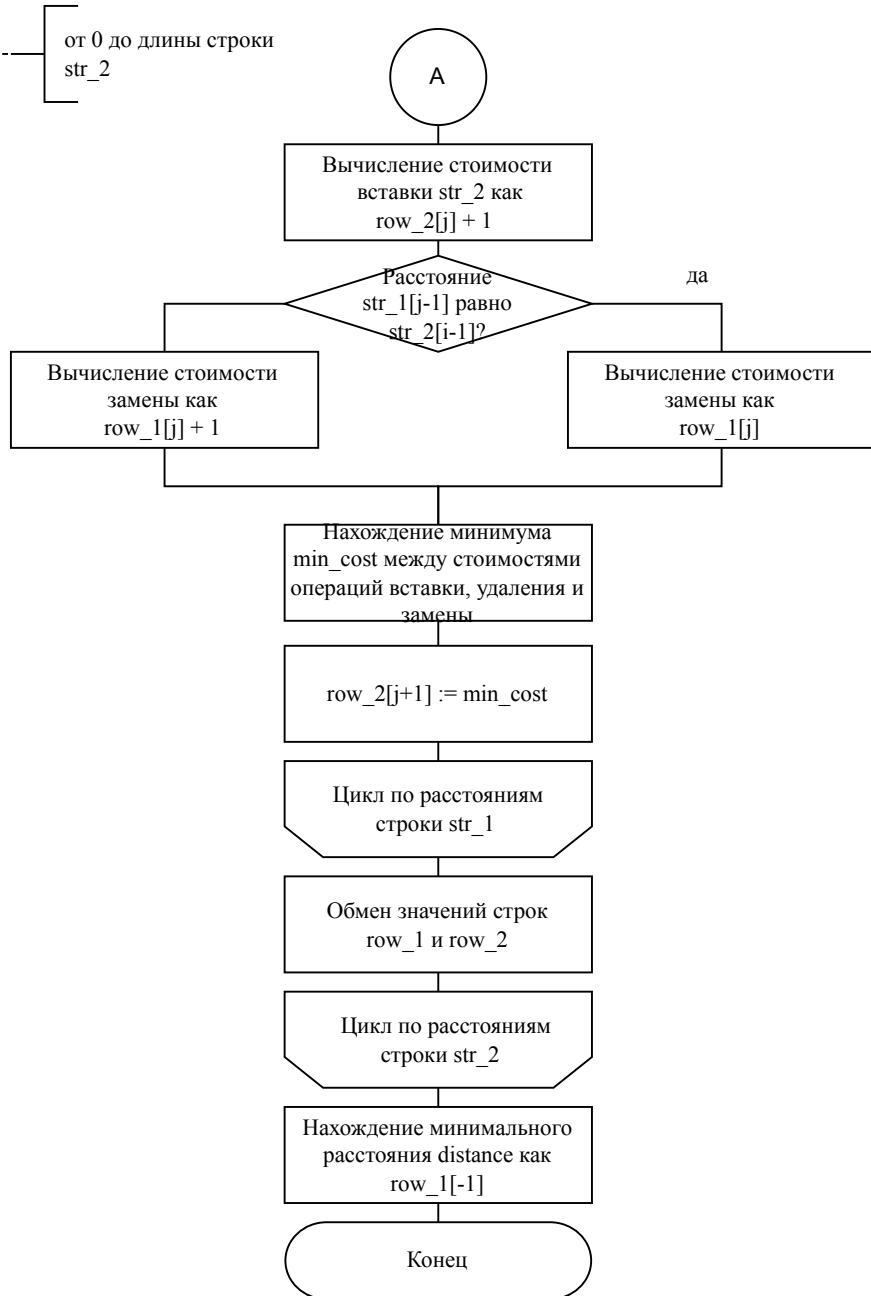 от 0 до длины строки
str_2
A
Вычисление стоимости
вставки str_2 как
row_2[j] + 1
Расстояние
str_1[j-1] равно
str_2[i-1]?
да
Вычисление стоимости
замены как
row_1[j] + 1
Вычисление стоимости
замены как
row_1[j]
Нахождение минимума
min_cost между стоимостями
операций вставки, удаления и
замены
row_2[j+1] := min_cost
Цикл по расстояниям
строки str_1
Обмен значений строк
row_1 и row_2
Цикл по расстояниям
строки str_2
Нахождение минимального
расстояния distance как
row_1[-1]
Конец